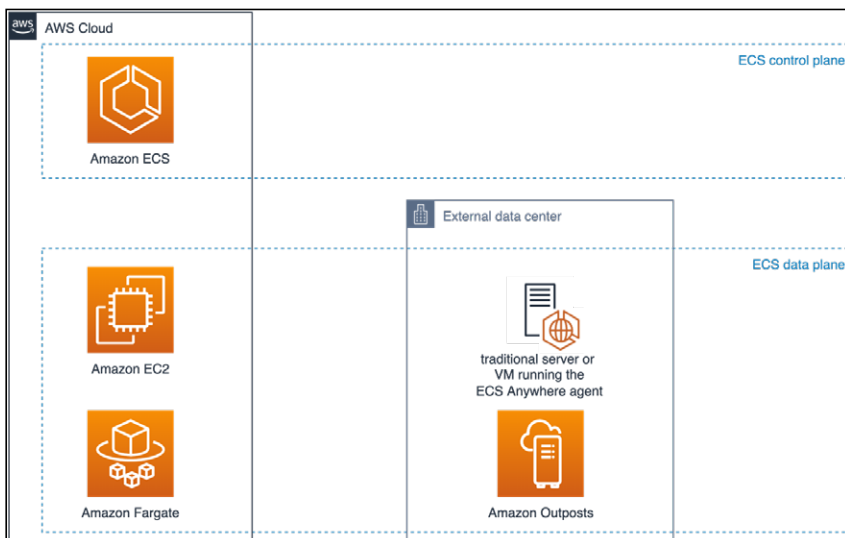 aws
AWS Cloud
ECS control plane
Amazon ECS
External data center
ECS data plane
Amazon EC2
traditional server or
VM running the
ECS Anywhere agent
Amazon Fargate
Amazon Outposts